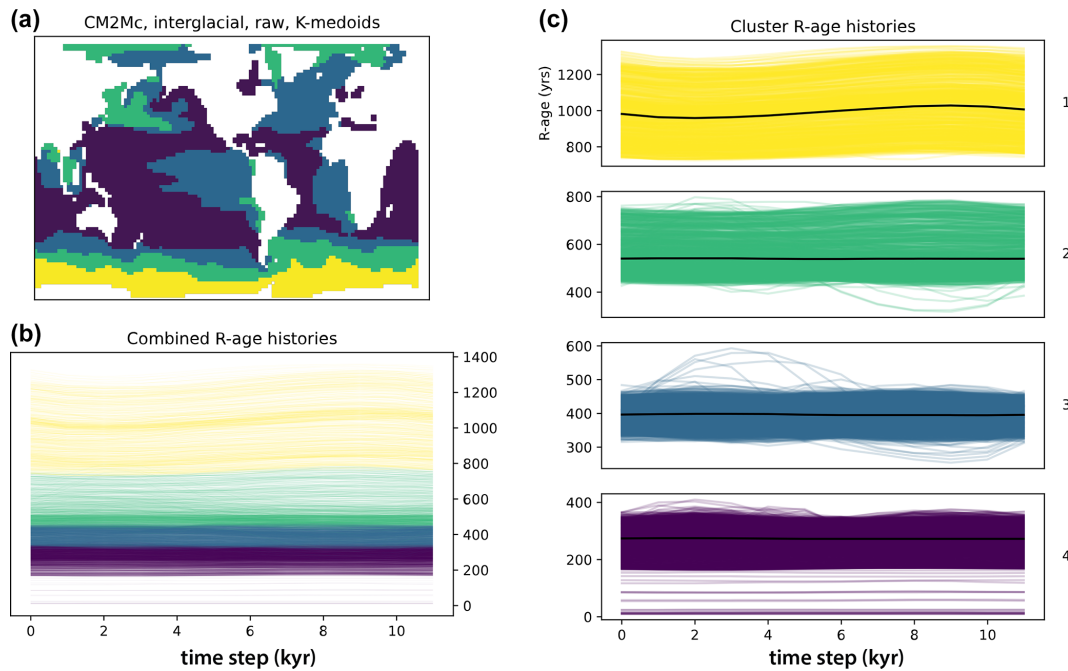 (a)
CM2Mc, interglacial, raw, K-medoids
(b)
Combined R-age histories
1400
1200
1000
800
600
400
200
0
0 2 4 6 8 10
time step (kyr)
(c)
Cluster R-age histories
R-age (yrs)
1200
1000
800
1
800
600
400
2
600
500
400
300
3
400
200
0
4
0 2 4 6 8 10
time step (kyr)